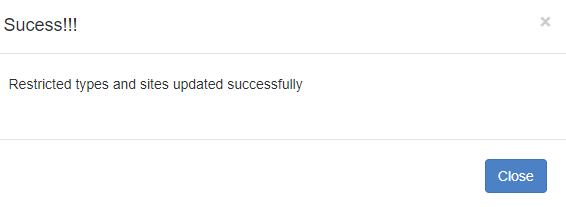 Sucess!!!
×
Restricted types and sites updated successfully
Close